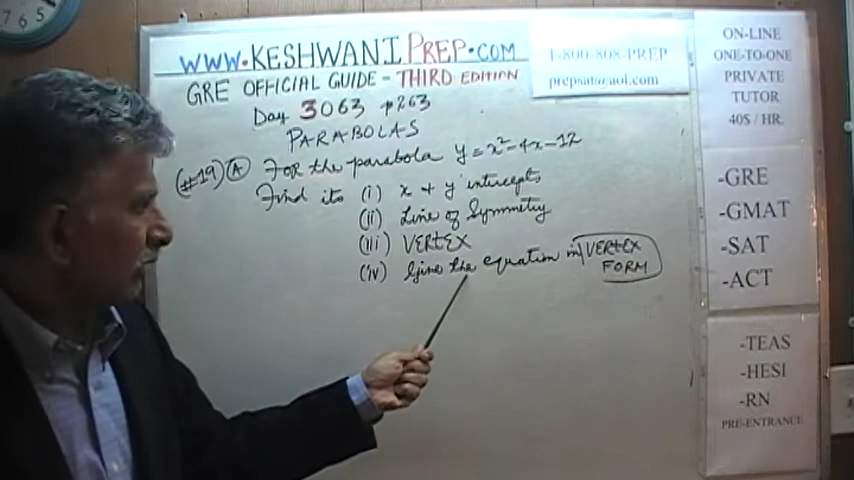 7 6 5
WWW.KESHWANIPREP.COM
GRE OFFICIAL GUIDE - THIRD EDITION
Day 3063 p263
PARABOLAS
(#19) (A) For the parabola y = x² - 4x - 12
Find its (i) x & y intercepts
(ii) Line of Symmetry
(iii) VERTEX
(iv) Give the equation in VERTEX
FORM
1-800-808-PREP
prepsat@aol.com
ON-LINE
ONE-TO-ONE
PRIVATE
TUTOR
40$ / HR.
-GRE
-GMAT
-SAT
-ACT
-TEAS
-HESI
-RN
PRE-ENTRANCE